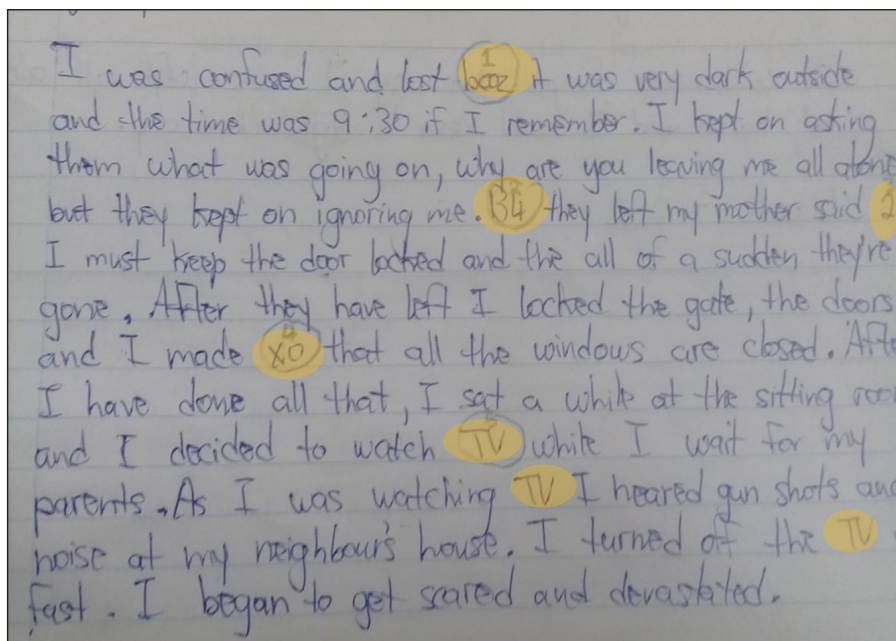 I was confused and lost bcoz it was very dark outside
and the time was 9:30 if I remember. I kept on asking
them what was going on, why are you leaving me all alone
but they kept on ignoring me. B4 they left my mother said 2
I must keep the door locked and the all of a sudden they're
gone. After they have left I locked the gate, the doors
and I made XO that all the windows are closed. Afte
I have done all that, I sat a while at the sitting roo
and I decided to watch TV while I wait for my
parents. As I was watching TV I heared gun shots and
noise at my neighbour's house. I turned off the TV
fast. I began to get scared and devastated.